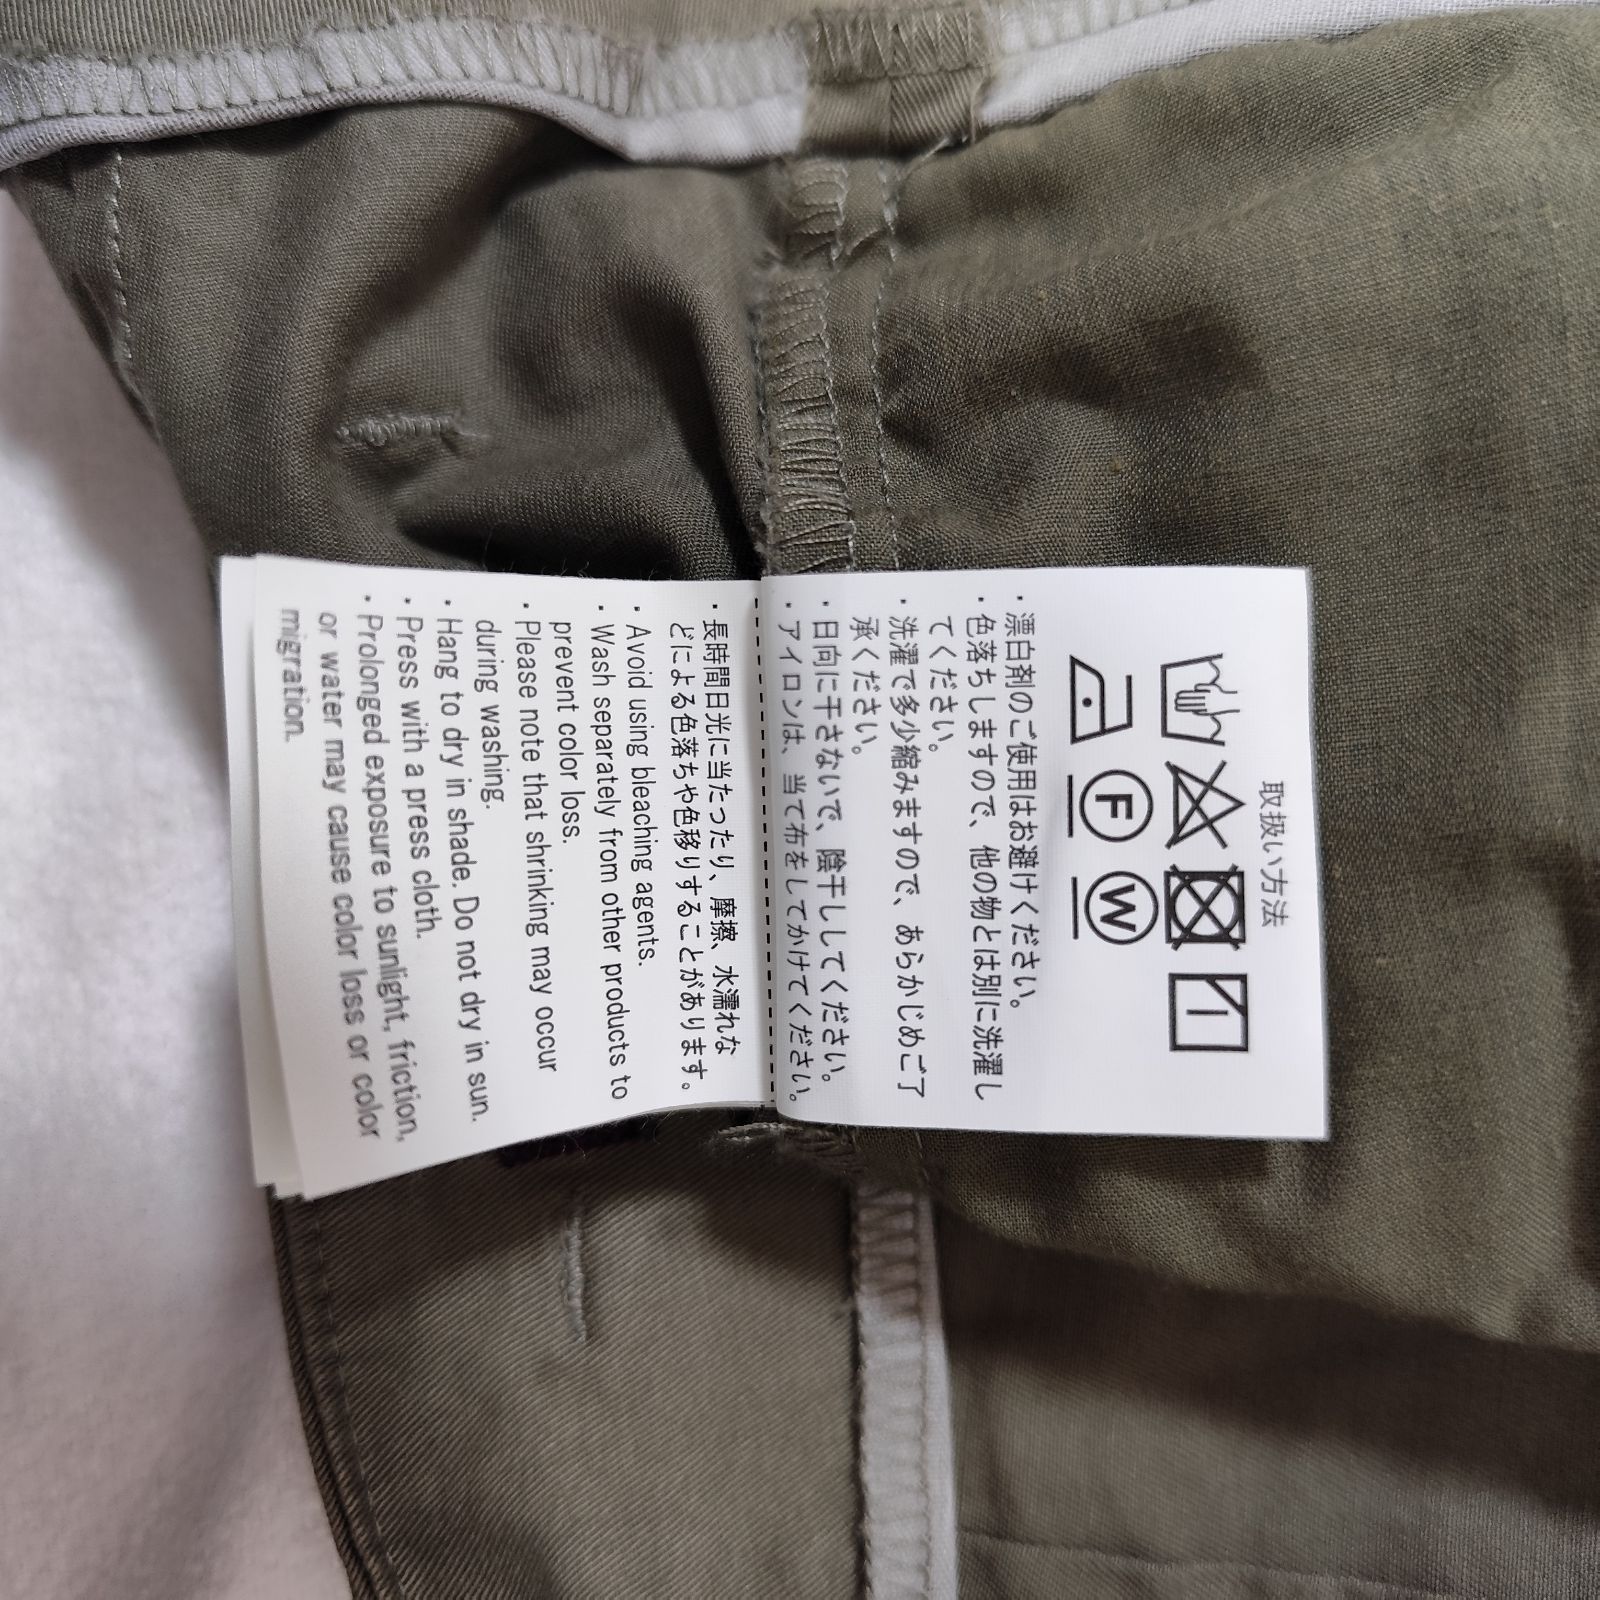 取扱い方法
F W
・漂白剤のご使用はお避けください。
・色落ちしますので、他の物とは別に洗濯し
てください。
・洗濯で多少縮みますので、あらかじめご了
承ください。
・日向に干さないで、陰干ししてください。
・アイロンは、当て布をしてかけてください。
・長時間日光に当たったり、摩擦、水濡れな
どによる色落ちや色移りすることがあります。
・Avoid using bleaching agents.
・Wash separately from other products to
prevent color loss.
・Please note that shrinking may occur
during washing.
・Hang to dry in shade. Do not dry in sun.
・Press with a press cloth.
・Prolonged exposure to sunlight, friction,
or water may cause color loss or color
migration.